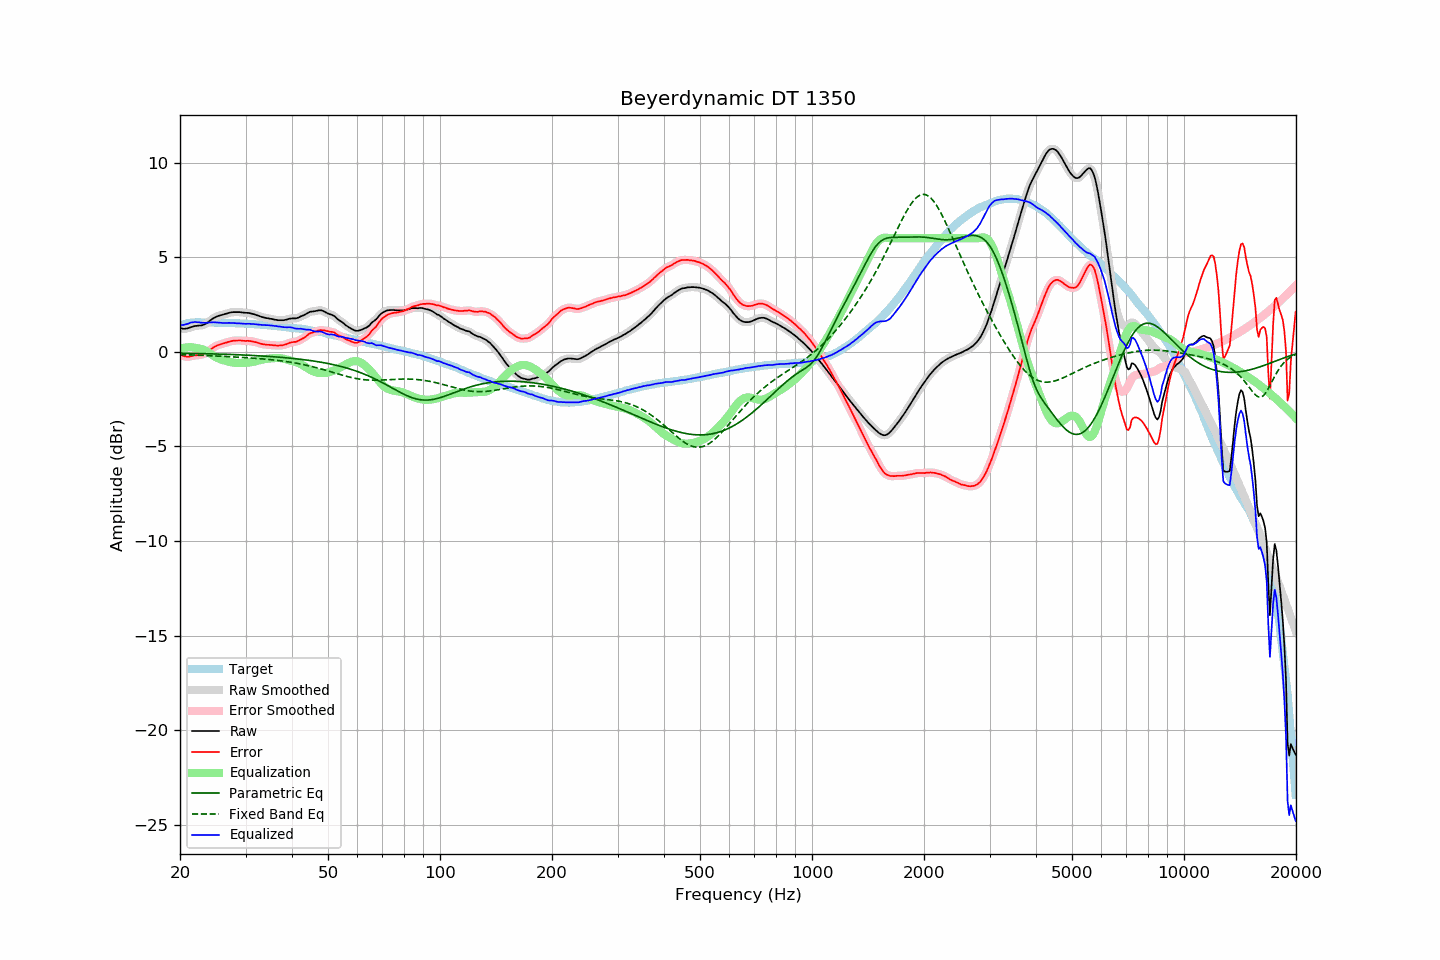 Beyerdynamic DT 1350
10
5
0
−5
−10
−15
−20
−25
Amplitude (dBr)
Target
Raw Smoothed
Error Smoothed
Raw
Error
Equalization
Parametric Eq
Fixed Band Eq
Equalized
20 50 100 200 500 1000 2000 5000 10000 20000
Frequency (Hz)